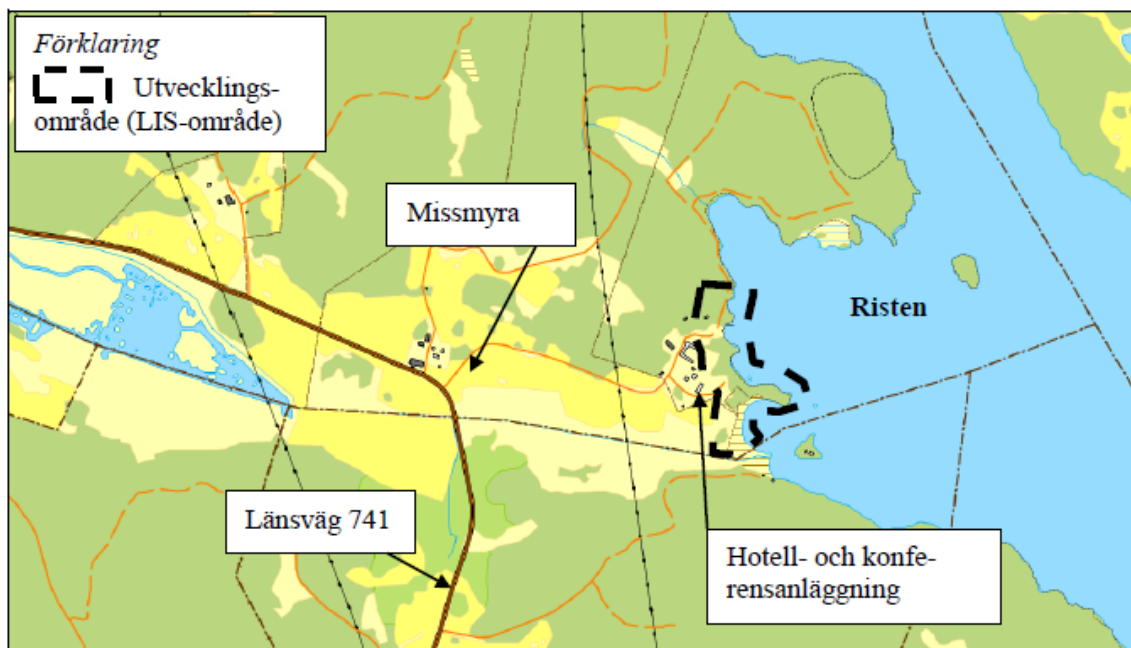 Förklaring
Utvecklings-
område (LIS-område)
Missmyra
Risten
Länsväg 741
Hotell- och konfe-
rensanläggning